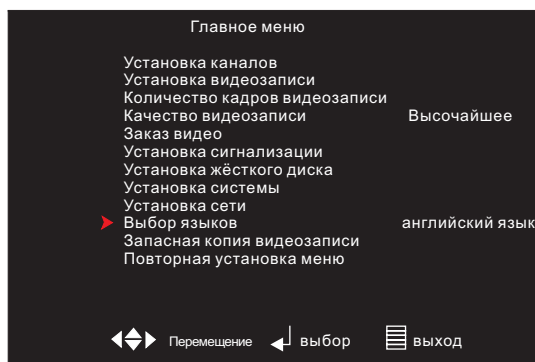 Главное меню
Установка каналов
Установка видеозаписи
Количество кадров видеозаписи
Качество видеозаписи Высочайшее
Заказ видео
Установка сигнализации
Установка жёсткого диска
Установка системы
Установка сети
Выбор языков английский язык
Запасная копия видеозаписи
Повторная установка меню
Перемещение выбор выход